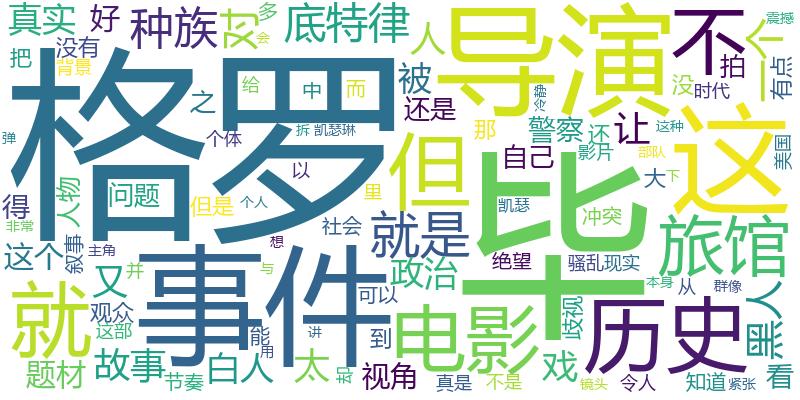 真实
好
种族
对
多
会
底特律
人
导演
不
一个
震撼
有点
把
没有
背景
之
给
中
而
被
还是
拍
没
时代
格罗
弹
个体
拆
凯瑟琳
冷静
那
警察
还
让
这
这种
部队
美国
得
人物
问题
以
但
自己
影片
大
下
非常
但是
个人
里
毕
凯瑟
冲突
旅馆
这个
叙事
主角
想
社会
就是
绝望
骚乱现实
就
又
并
事件
与
政治
可以
电影
歧视
历史
本身
从
群像
黑人
观众
这部
能
用
讲
到
题材
故事
节奏
白人
太
却
视角
真是
不是
戏
镜头
令人
知道
紧张
看